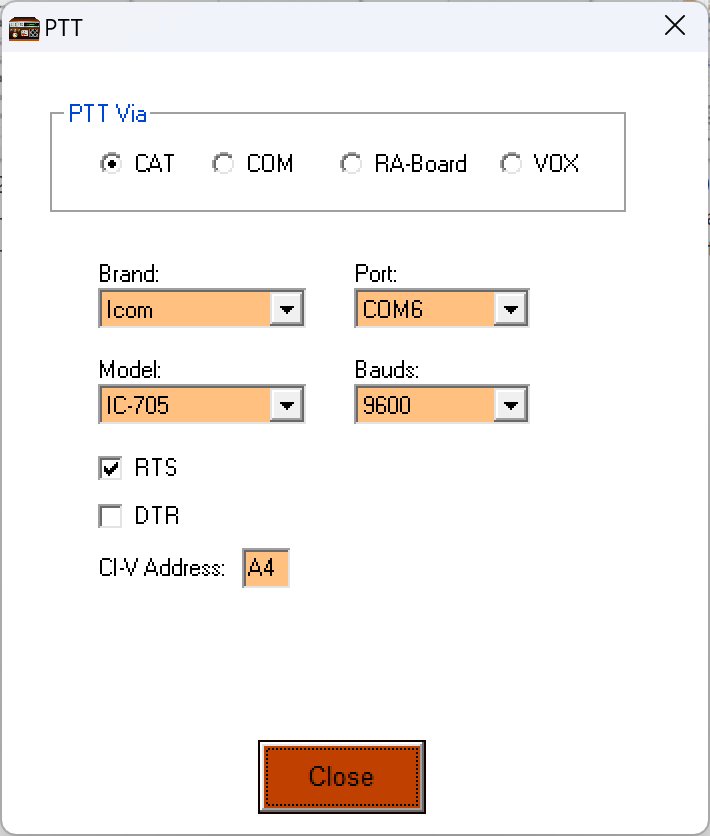 PTT
PTT Via
CAT COM RA-Board VOX
Brand: Port:
Icom COM6
Model: Bauds:
IC-705 9600
RTS
DTR
CI-V Address: A4
Close